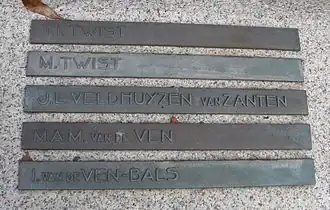 TWIST
M. TWIST
J.L. VELDHUYZEN VAN ZANTEN
M.A.M. VAN DE VEN
I. VAN DE VEN-BALS